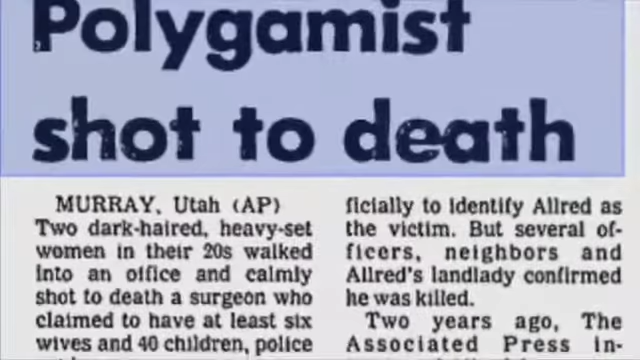 Polygamist
shot to death
MURRAY, Utah (AP)
Two dark-haired, heavy-set
women in their 20s walked
into an office and calmly
shot to death a surgeon who
claimed to have at least six
wives and 40 children, police
ficially to identify Allred as
the victim. But several of-
ficers, neighbors and
Allred's landlady confirmed
he was killed.
Two years ago, The
Associated Press in-